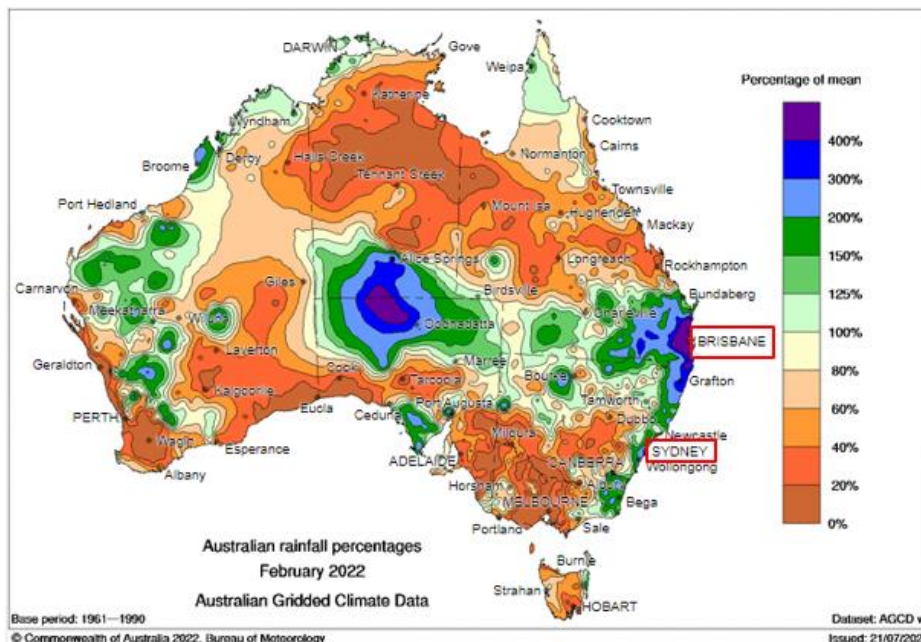 DARWIN
Gove
Weipa
Percentage of mean
Katherine
Cooktown
Wyndham
Cairns
400%
Broome
Derby
Halls Creek
Normanton
300%
Tennant Creek
Townsville
Port Hedland
Mount Isa
Hughenden
Mackay
200%
Alice Springs
Longreach
Rockhampton
150%
Carnarvon
Giles
Birdsville
Bundaberg
Meekatharra
Wiluna
Oodnadatta
Charleville
125%
BRISBANE
100%
Geraldton
Laverton
Marree
Cook
Bourke
Grafton
80%
Kalgoorlie
Tarcoola
Tamworth
PERTH
Eucla
Ceduna
Port Augusta
Dubbo
Newcastle
60%
Wagin
Esperance
Mildura
SYDNEY
40%
Albany
ADELAIDE
CANBERRA
Wollongong
Horsham
20%
MELBOURNE
Bega
Portland
Sale
0%
Australian rainfall percentages
February 2022
Australian Gridded Climate Data
Burnie
Strahan
HOBART
Base period: 1961—1990
Dataset: AGCD
© Commonwealth of Australia 2022, Bureau of Meteorology
Issued: 21/07/202